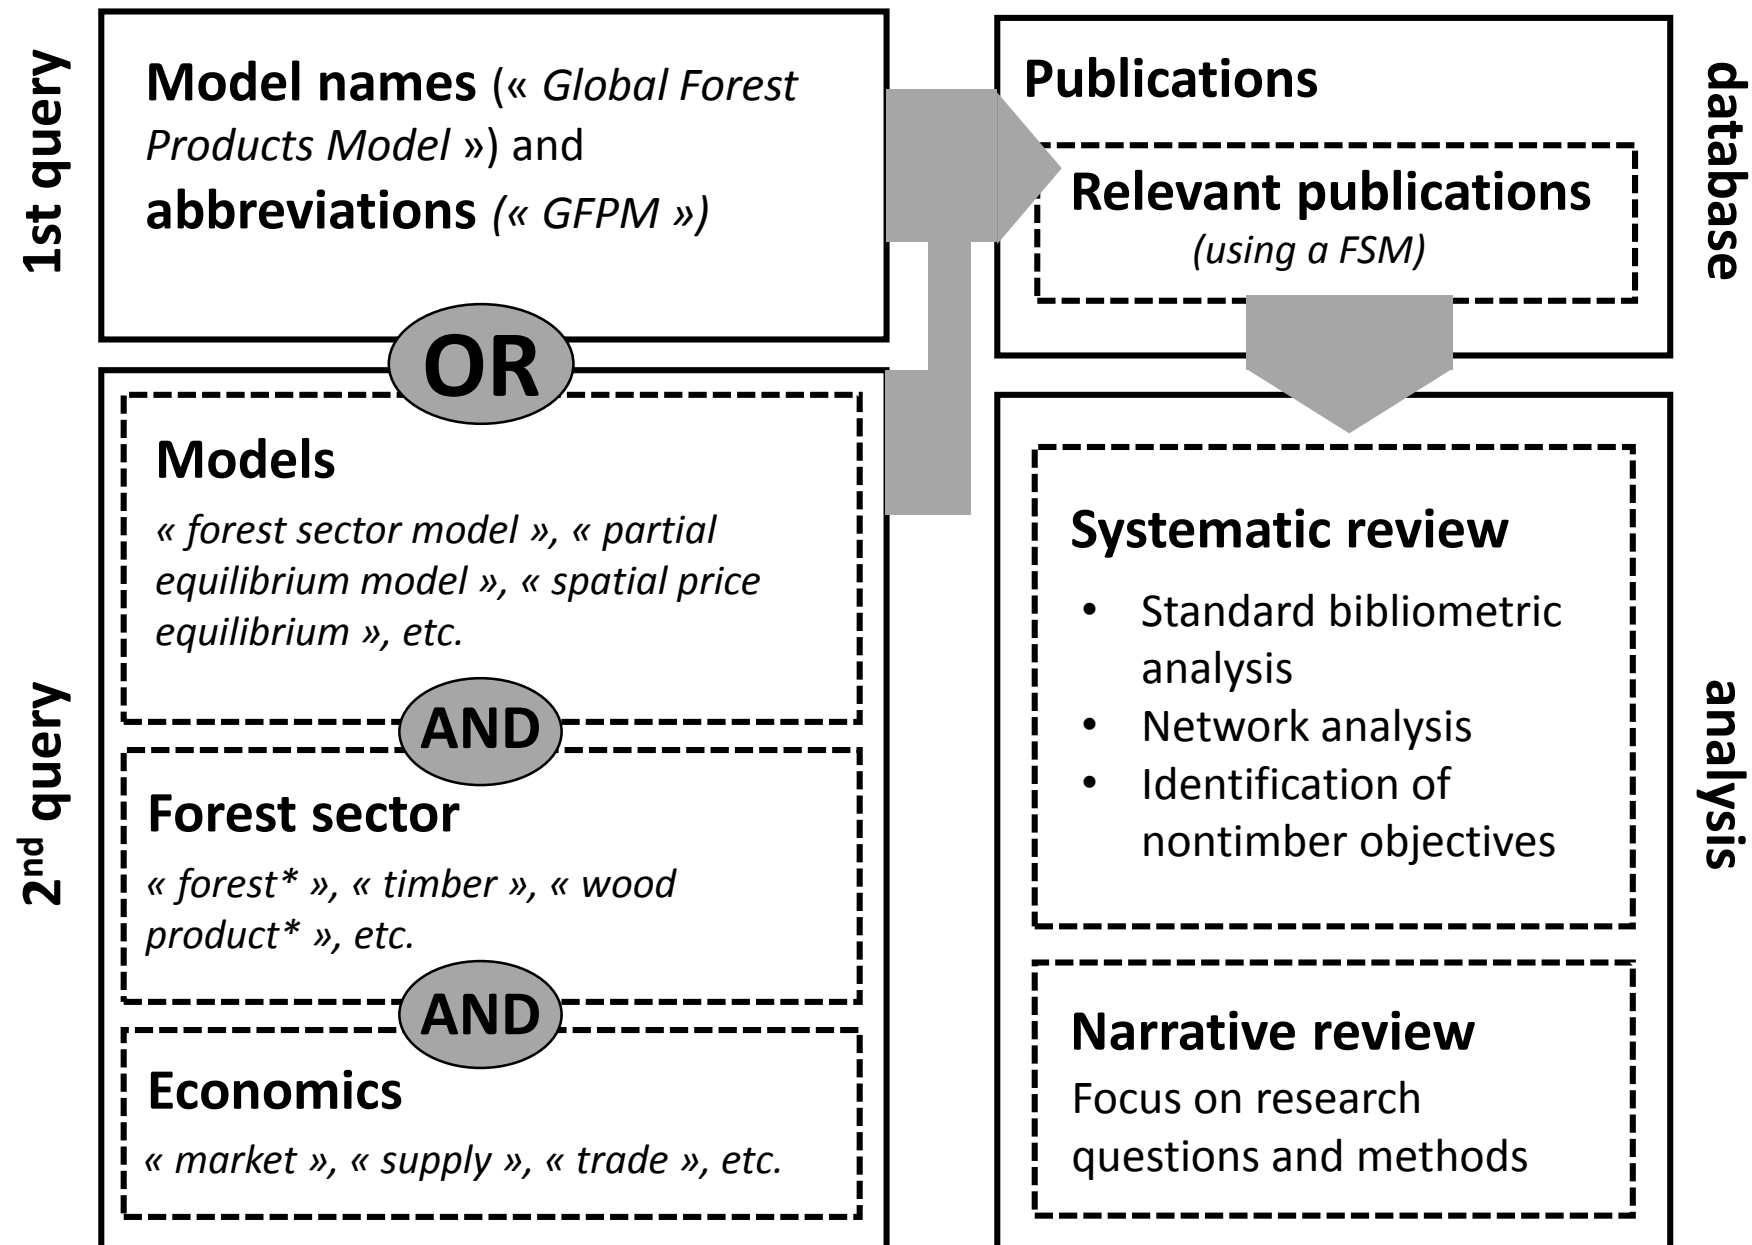 1st query
Model names (« Global Forest
Products Model ») and
abbreviations (« GFPM »)
OR
2nd query
Models
« forest sector model », « partial
equilibrium model », « spatial price
equilibrium », etc.
AND
Forest sector
« forest* », « timber », « wood
product* », etc.
AND
Economics
« market », « supply », « trade », etc.
database
Publications
Relevant publications
(using a FSM)
analysis
Systematic review
• Standard bibliometric
analysis
• Network analysis
• Identification of
nontimber objectives
Narrative review
Focus on research
questions and methods